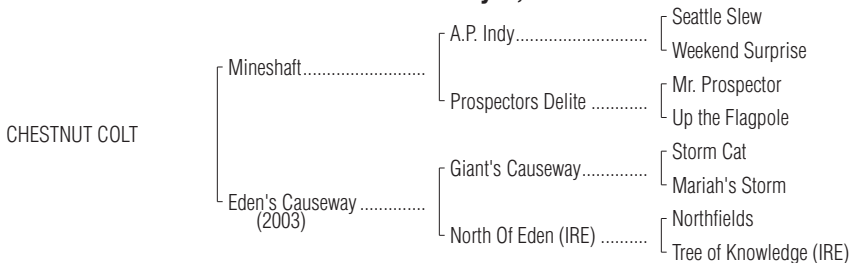 Seattle Slew
A.P. Indy..............................
Weekend Surprise
Mineshaft............................
Mr. Prospector
Prospectors Delite .............
Up the Flagpole
CHESTNUT COLT
Storm Cat
Giant's Causeway...............
Mariah's Storm
Eden's Causeway ...............
(2003)
Northfields
North Of Eden (IRE) ..........
Tree of Knowledge (IRE)